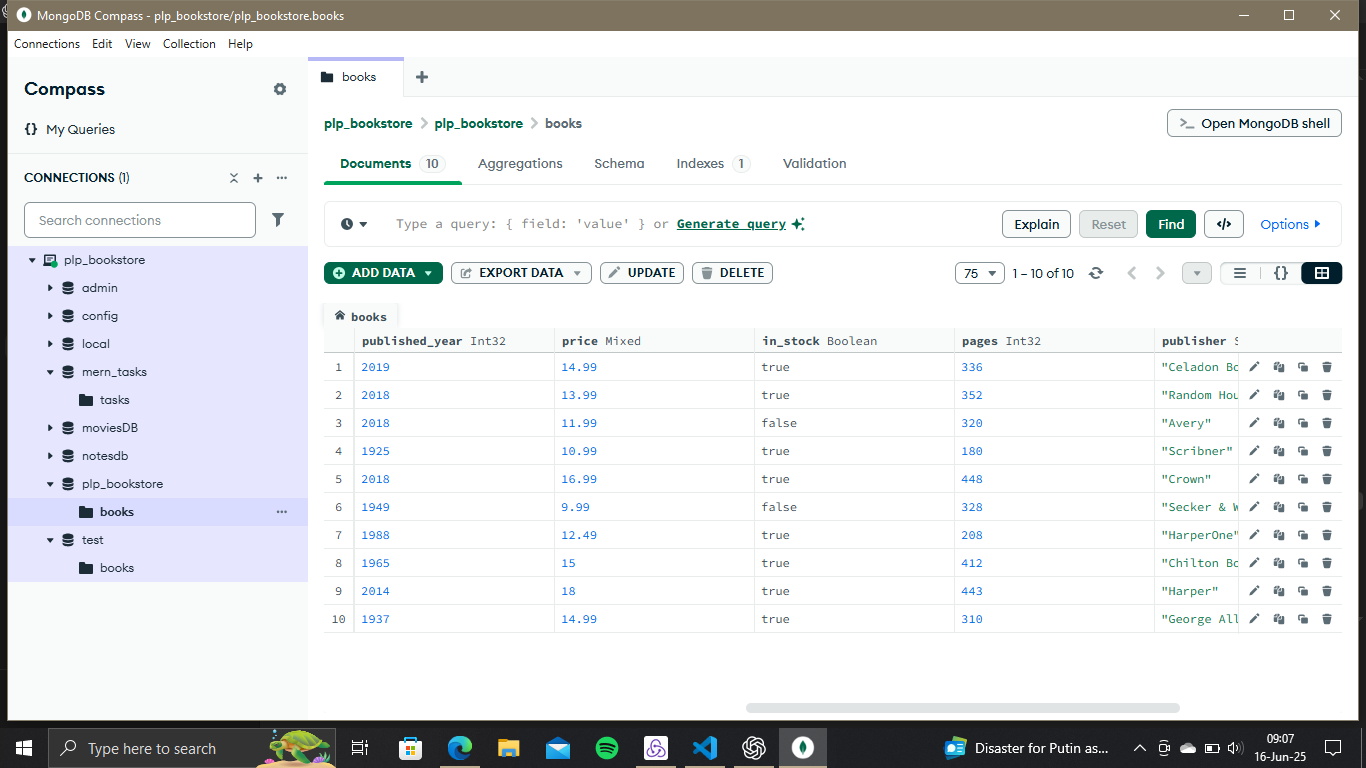 MongoDB Compass - plp_bookstore/plp_bookstore.books
Connections Edit View Collection Help
Compass
{} My Queries
CONNECTIONS (1)
Search connections
plp_bookstore
admin
config
local
mern_tasks
tasks
moviesDB
notesdb
plp_bookstore
books
test
books
books
plp_bookstore > plp_bookstore > books
>_ Open MongoDB shell
Documents 10 Aggregations Schema Indexes 1 Validation
Type a query: { field: 'value' } or Generate query
Explain Reset Find </> Options
ADD DATA EXPORT DATA UPDATE DELETE
75 1 – 10 of 10 {}
books
published_year Int32 price Mixed in_stock Boolean pages Int32 publisher S
1 2019 14.99 true 336 "Celadon Bo
2 2018 13.99 true 352 "Random Hou
3 2018 11.99 false 320 "Avery"
4 1925 10.99 true 180 "Scribner"
5 2018 16.99 true 448 "Crown"
6 1949 9.99 false 328 "Secker & W
7 1988 12.49 true 208 "HarperOne"
8 1965 15 true 412 "Chilton Bo
9 2014 18 true 443 "Harper"
10 1937 14.99 true 310 "George All
Type here to search
Disaster for Putin as...
09:07
16-Jun-25